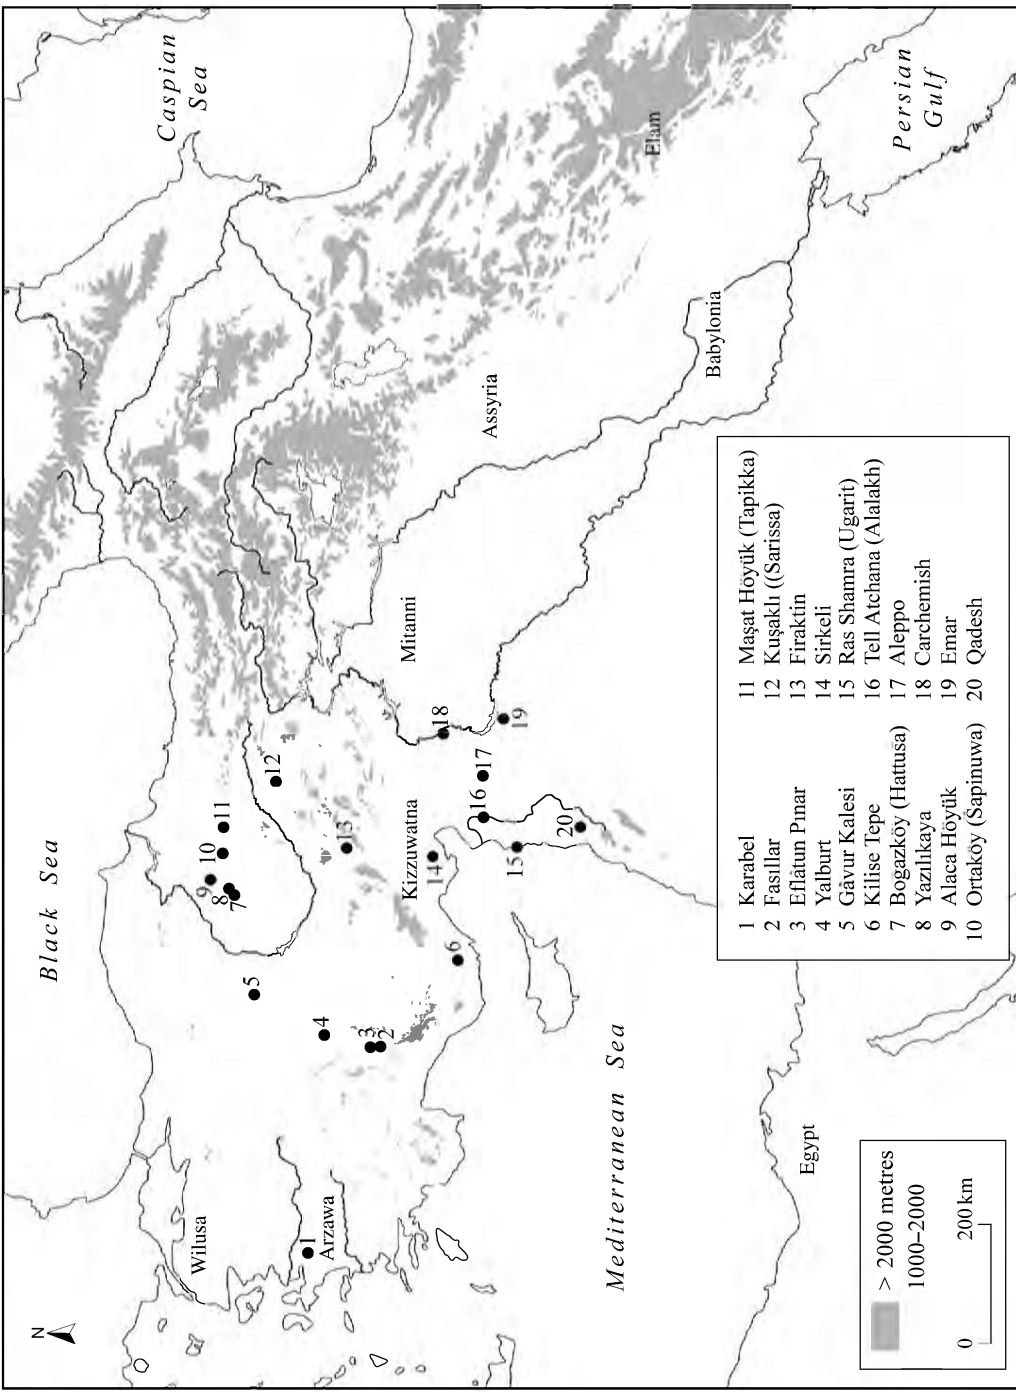 N
Black Sea
Caspian
Sea
Wilusa
Arzawa
Kizzuwatna
Mitanni
Assyria
Babylonia
Elam
Persian
Gulf
Mediterranean Sea
Egypt
1
2
3
4
5
6
7
8
9
10
11
12
13
14
15
16
17
18
19
20
> 2000 metres
1000–2000
0 200 km
1 Karabel
2 Fasıllar
3 Eflatun Pınar
4 Yalburt
5 Gâvur Kalesi
6 Kilise Tepe
7 Boğazköy (Hattusa)
8 Yazılıkaya
9 Alaca Höyük
10 Ortaköy (Šapinuwa)
11 Maşat Höyük (Tapikka)
12 Kuşaklı ((Sarissa)
13 Firaktin
14 Sirkeli
15 Ras Shamra (Ugarit)
16 Tell Atchana (Alalakh)
17 Aleppo
18 Carchemish
19 Emar
20 Qadesh